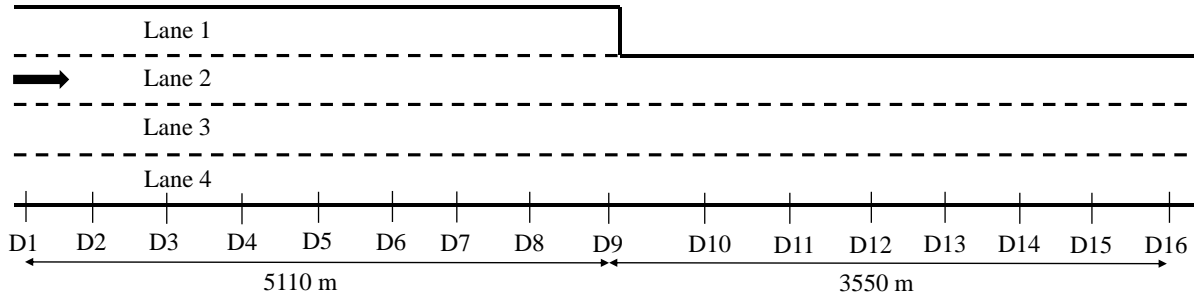 Lane 1
Lane 2
Lane 3
Lane 4
D1 D2 D3 D4 D5 D6 D7 D8 D9 D10 D11 D12 D13 D14 D15 D16
5110 m 3550 m